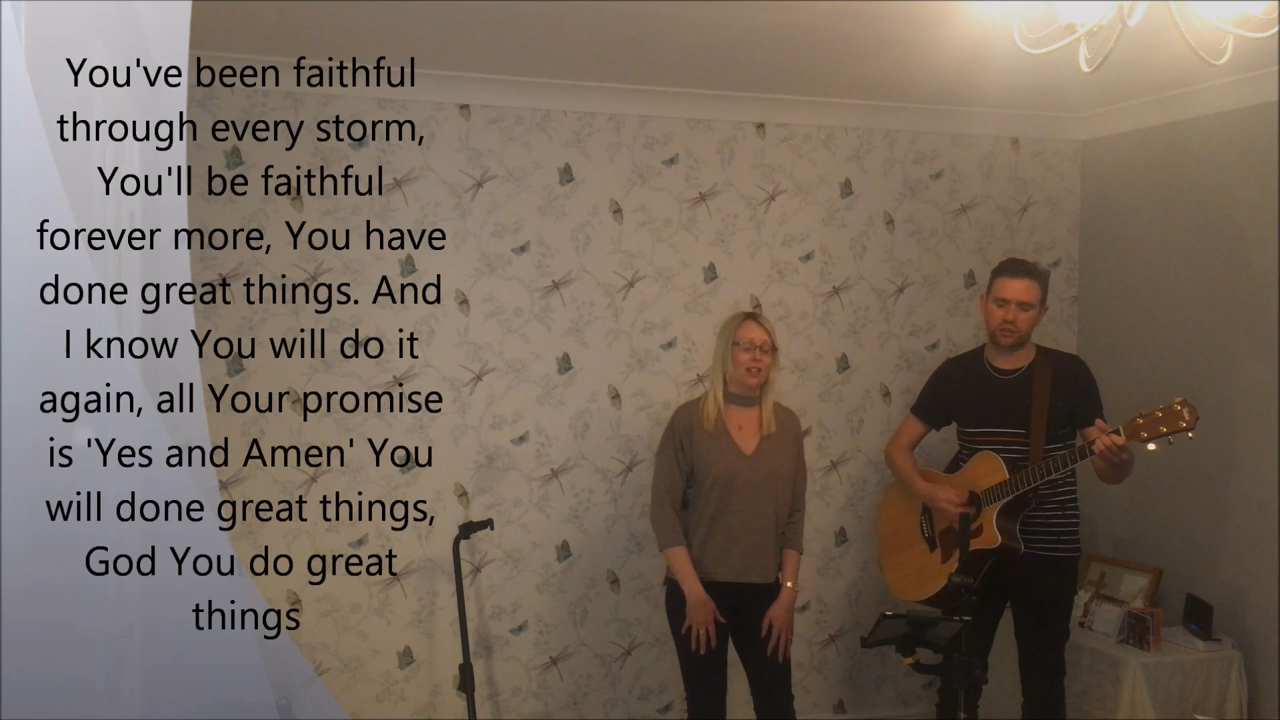 You've been faithful
through every storm,
You'll be faithful
forever more, You have
done great things. And
I know You will do it
again, all Your promise
is 'Yes and Amen' You
will done great things,
God You do great
things